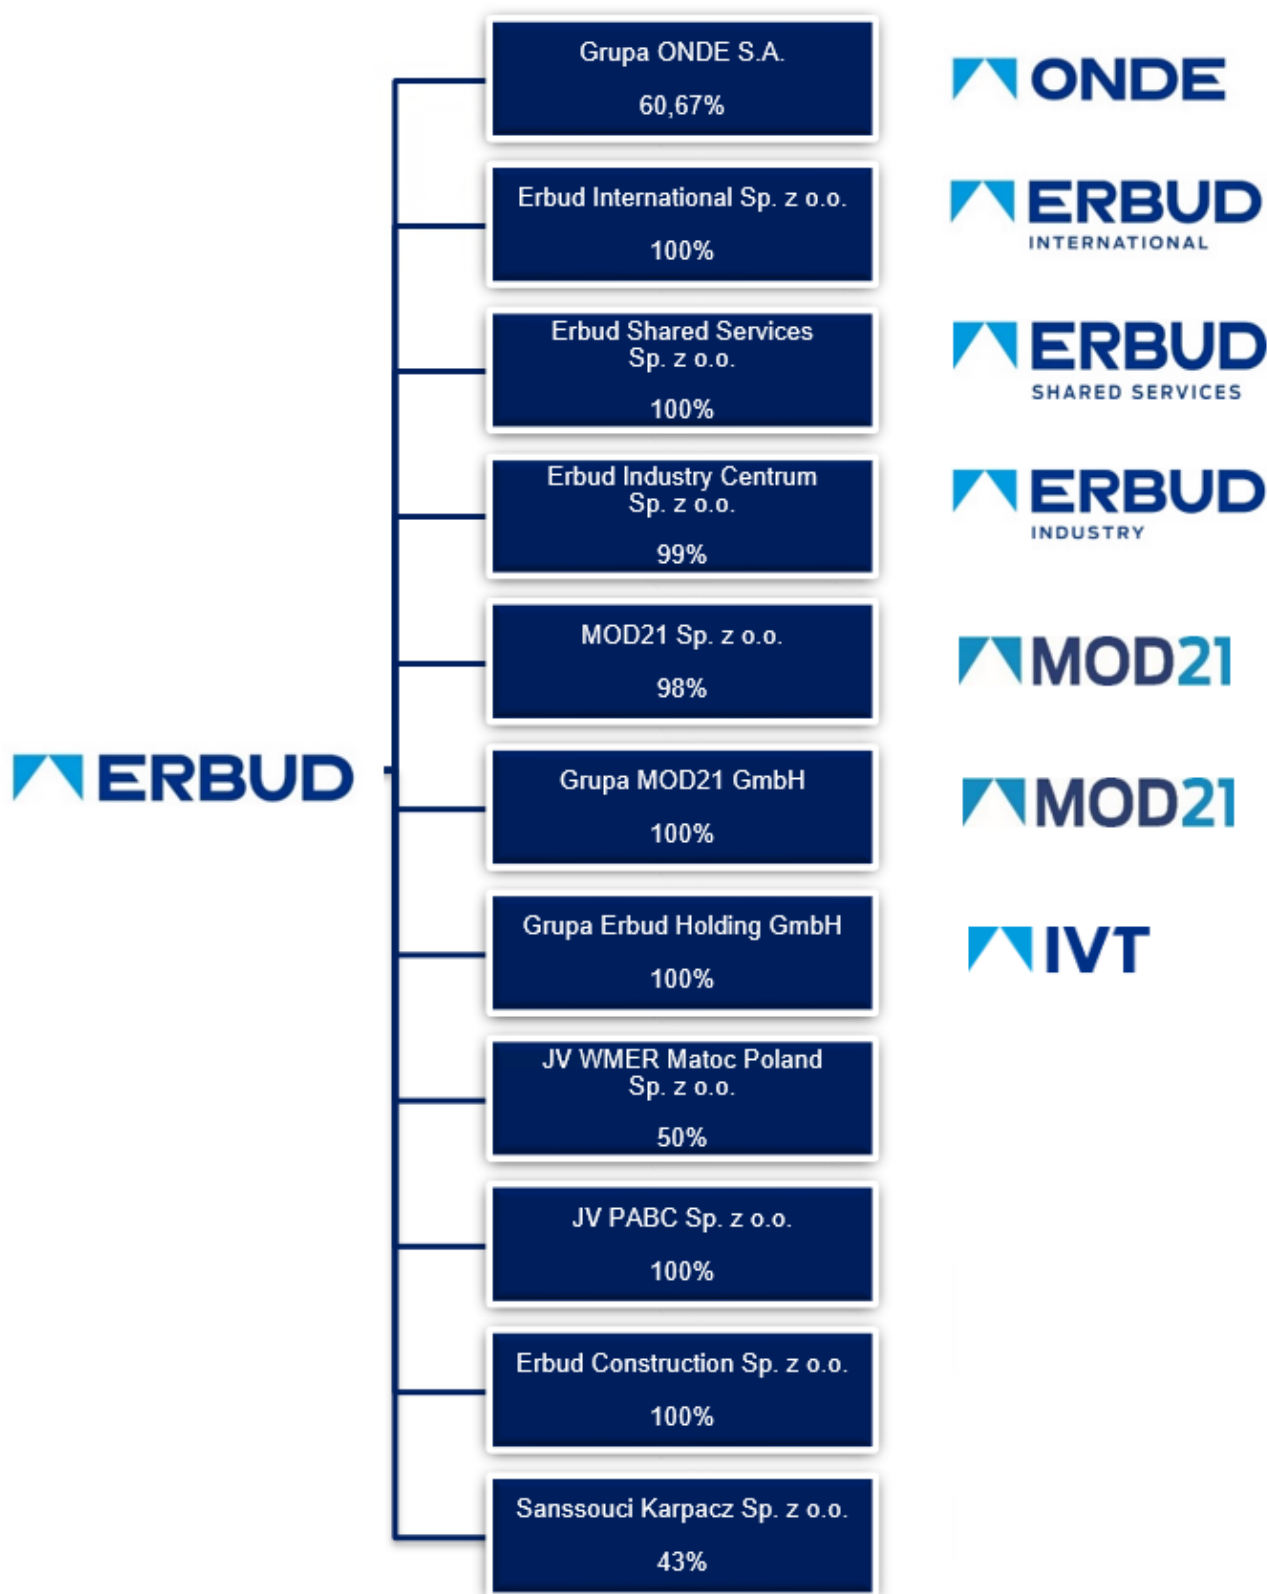 Grupa ONDE S.A.
60,67%
ONDE
Erbud International Sp. z o.o.
100%
ERBUD
INTERNATIONAL
Erbud Shared Services
Sp. z o.o.
100%
ERBUD
SHARED SERVICES
Erbud Industry Centrum
Sp. z o.o.
99%
ERBUD
INDUSTRY
MOD21 Sp. z o.o.
98%
MOD21
ERBUD
Grupa MOD21 GmbH
100%
MOD21
Grupa Erbud Holding GmbH
100%
IVT
JV WMER Matoc Poland
Sp. z o.o.
50%
JV PABC Sp. z o.o.
100%
Erbud Construction Sp. z o.o.
100%
Sanssouci Karpacz Sp. z o.o.
43%